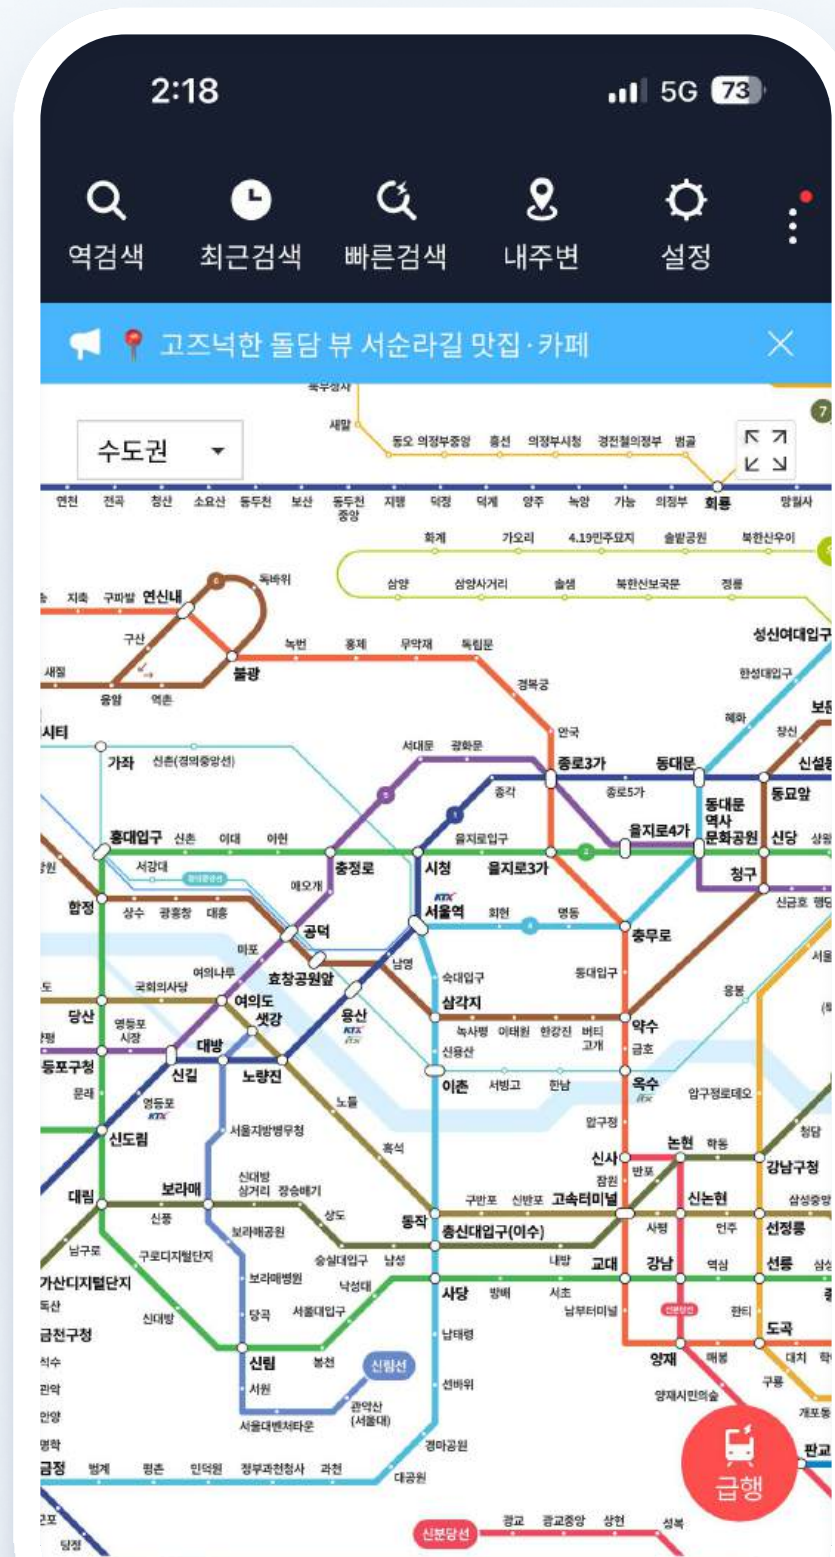 2:18
5G 73
역검색
최근검색
빠른검색
내주변
설정
고즈넉한 돌담 뷰 서순라길 맛집·카페
수도권
새말
동오 의정부중앙 흥선 의정부시청 경전철의정부 범골
7
연천 전곡 청산 소요산 동두천 보산 동두천 중앙 지행 덕정 덕계 양주 녹양 가능 의정부 회룡 망월사
화계 가오리 4.19민주묘지 솔밭공원 북한산우이
삼양 삼양사거리 솔샘 북한산보국문 정릉
6
독바위
지축 구파발 연신내
구산
새절
응암 역촌
불광
녹번 홍제 무악재 독립문
경복궁
안국
성신여대입구
한성대입구
혜화
창신
시티
가좌 신촌(경의중앙선)
서대문 광화문
종로3가
동대문
종각
종로5가
동묘앞
5
1
동대문
역사
문화공원
을지로4가
신당
홍대입구 신촌 이대 아현
을지로입구
2
충정로
시청
을지로3가
청구
서강대
애오개
KTX
서울역
회현
4
명동
충무로
신금호
합정
상수 광흥창 대흥
공덕
마포
효창공원앞
남영
숙대입구
동대입구
국회의사당
여의나루
여의도
샛강
용산
KTX
삼각지
녹사평 이태원 한강진 버티
고개
약수
응봉
당산
영등포
시장
대방
신용산
금호
등포구청
신길
노량진
이촌
서빙고 한남
옥수
문래
영등포
KTX
노들
압구정로데오
신도림
서울지방병무청
흑석
압구정
청담
신사
논현
학동
강남구청
대림
보라매
신대방
삼거리
장승배기
잠원
반포
신풍
상도
동작
구반포 신반포 고속터미널
신논현
삼성중앙
보라매공원
총신대입구(이수)
사평
언주
선정릉
남구로
구로디지털단지
숭실대입구 남성
내방
교대
강남
역삼
선릉
가산디지털단지
보라매병원
낙성대
사당
방배 서초
독산
신대방
당곡
서울대입구
남부터미널
신분당선
한티
도곡
금천구청
남태령
석수
신림
봉천
신림선
양재
매봉
대치
관악
서원
선바위
구룡
안양
서울대벤처타운
관악산
(서울대)
양재시민의숲
명학
경마공원
판교
금정
범계 평촌 인덕원 정부과천청사 과천
대공원
급행
당정
신분당선
광교 광교중앙 상현 성복